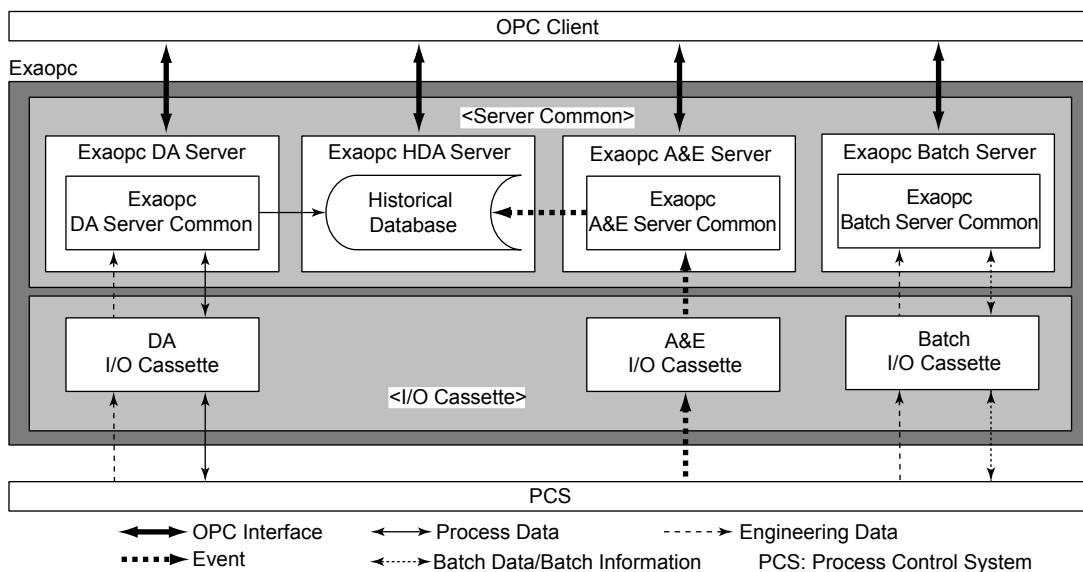 OPC Client
Exaopc
<Server Common>
Exaopc DA Server
Exaopc HDA Server
Exaopc A&E Server
Exaopc Batch Server
Exaopc
DA Server Common
Historical
Database
Exaopc
A&E Server Common
Exaopc
Batch Server Common
DA
I/O Cassette
A&E
I/O Cassette
Batch
I/O Cassette
<I/O Cassette>
PCS
OPC Interface
Process Data
Engineering Data
Event
Batch Data/Batch Information
PCS: Process Control System